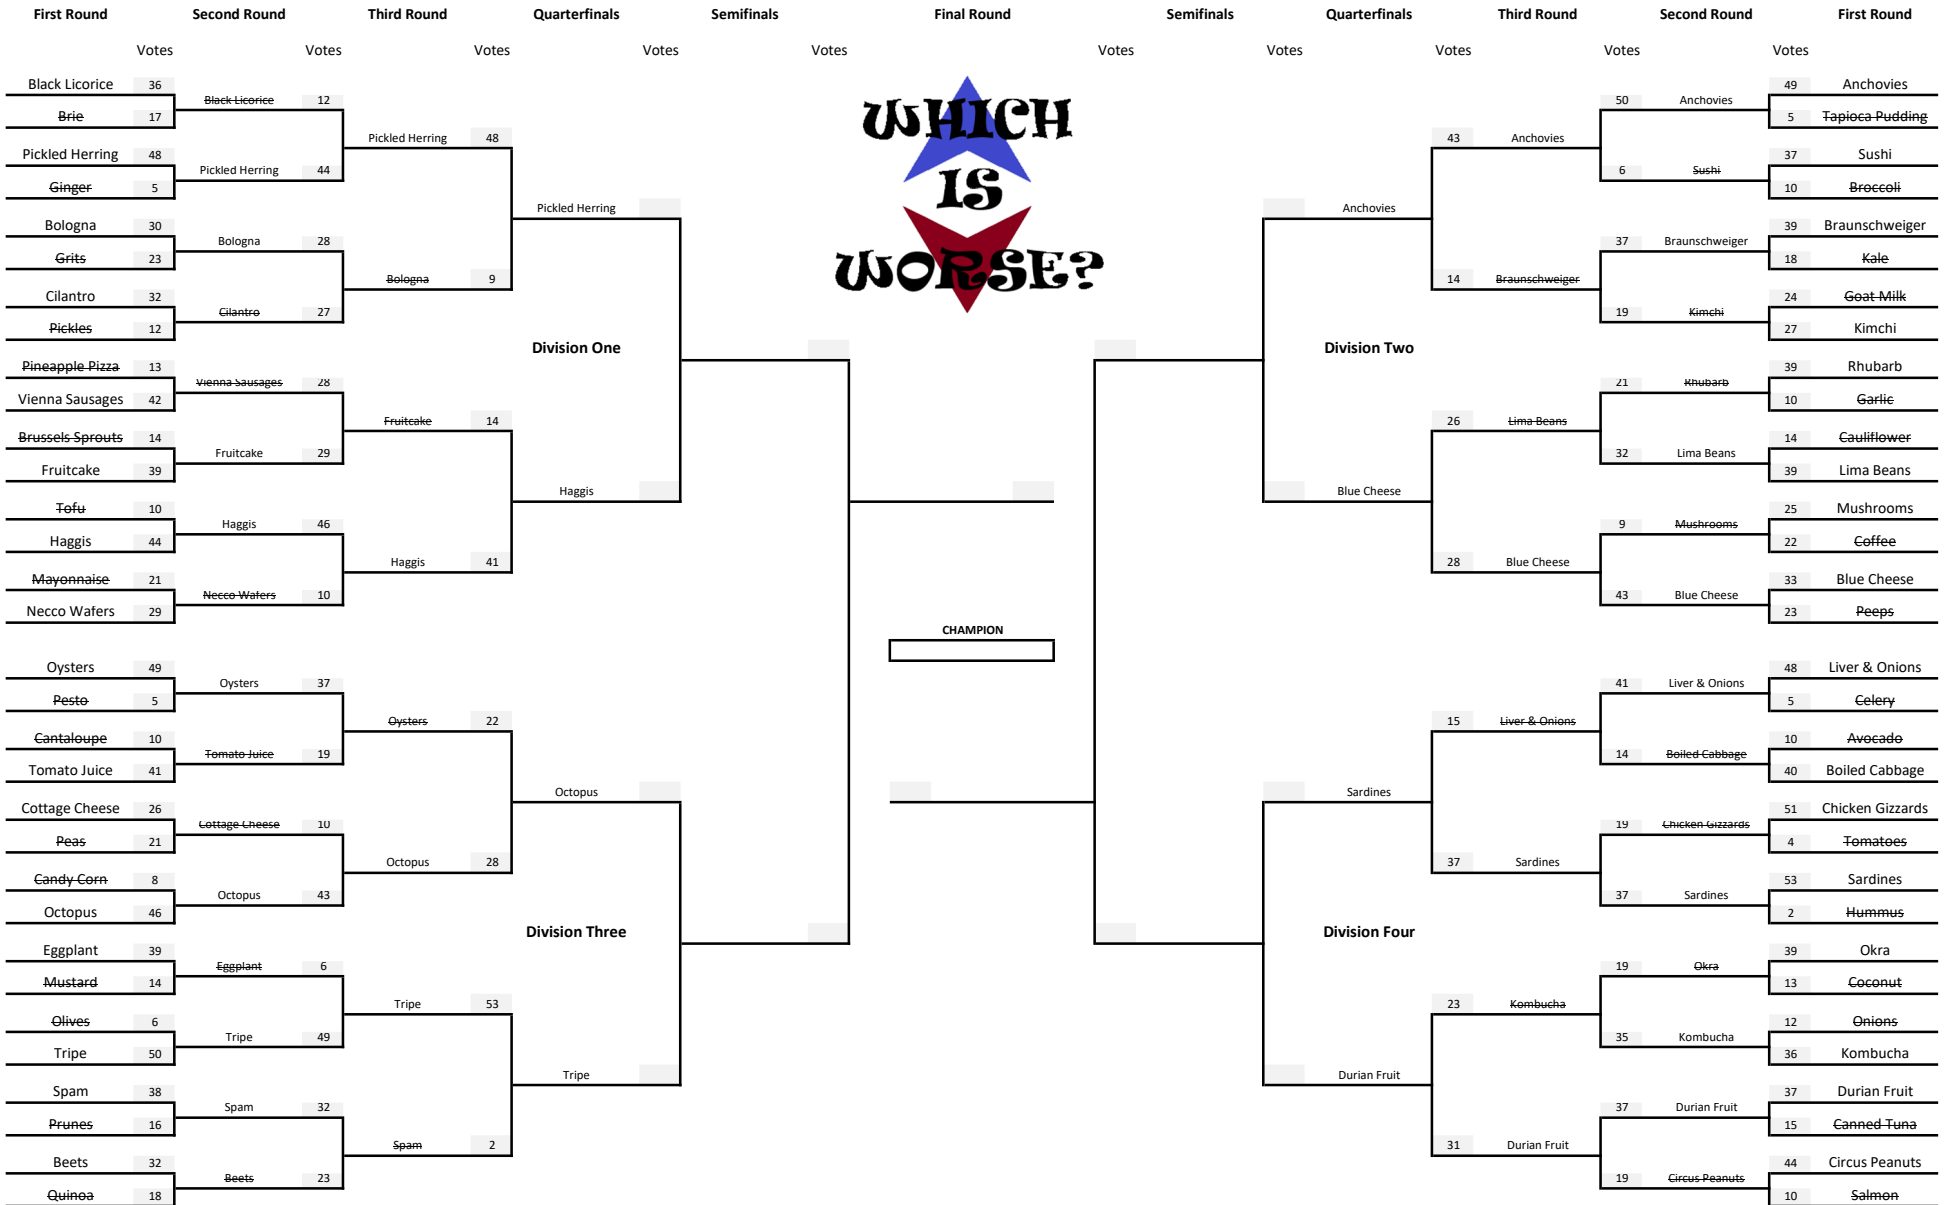 First Round Second Round Third Round Quarterfinals Semifinals Final Round Semifinals Quarterfinals Third Round Second Round First Round
Votes Votes Votes Votes Votes Votes Votes Votes Votes Votes
Black Licorice 36
Brie 17
Pickled Herring 48
Ginger 5
Bologna 30
Grits 23
Cilantro 32
Pickles 12
Pineapple Pizza 13
Vienna Sausages 42
Brussels Sprouts 14
Fruitcake 39
Tofu 10
Haggis 44
Mayonnaise 21
Necco Wafers 29
Black Licorice 12
Pickled Herring 44
Bologna 28
Cilantro 27
Vienna Sausages 28
Fruitcake 29
Haggis 46
Necco Wafers 10
Pickled Herring 48
Bologna 9
Fruitcake 14
Haggis 41
Pickled Herring
Haggis
Division One
Oysters 49
Pesto 5
Cantaloupe 10
Tomato Juice 41
Cottage Cheese 26
Peas 21
Candy Corn 8
Octopus 46
Eggplant 39
Mustard 14
Olives 6
Tripe 50
Spam 38
Prunes 16
Beets 32
Quinoa 18
Oysters 37
Tomato Juice 19
Cottage Cheese 10
Octopus 43
Eggplant 6
Tripe 49
Spam 32
Beets 23
Oysters 22
Octopus 28
Tripe 53
Spam 2
Octopus
Tripe
Division Three
WHICH
IS
WORSE?
CHAMPION
49 Anchovies
5 Tapioca Pudding
37 Sushi
10 Broccoli
39 Braunschweiger
18 Kale
24 Goat Milk
27 Kimchi
39 Rhubarb
10 Garlic
14 Cauliflower
39 Lima Beans
25 Mushrooms
22 Coffee
33 Blue Cheese
23 Peeps
50 Anchovies
6 Sushi
37 Braunschweiger
19 Kimchi
21 Rhubarb
32 Lima Beans
9 Mushrooms
43 Blue Cheese
43 Anchovies
14 Braunschweiger
26 Lima Beans
28 Blue Cheese
Anchovies
Blue Cheese
Division Two
48 Liver & Onions
5 Celery
10 Avocado
40 Boiled Cabbage
51 Chicken Gizzards
4 Tomatoes
53 Sardines
2 Hummus
39 Okra
13 Coconut
12 Onions
36 Kombucha
37 Durian Fruit
15 Canned Tuna
44 Circus Peanuts
10 Salmon
41 Liver & Onions
14 Boiled Cabbage
19 Chicken Gizzards
37 Sardines
19 Okra
35 Kombucha
37 Durian Fruit
19 Circus Peanuts
15 Liver & Onions
37 Sardines
23 Kombucha
31 Durian Fruit
Sardines
Durian Fruit
Division Four